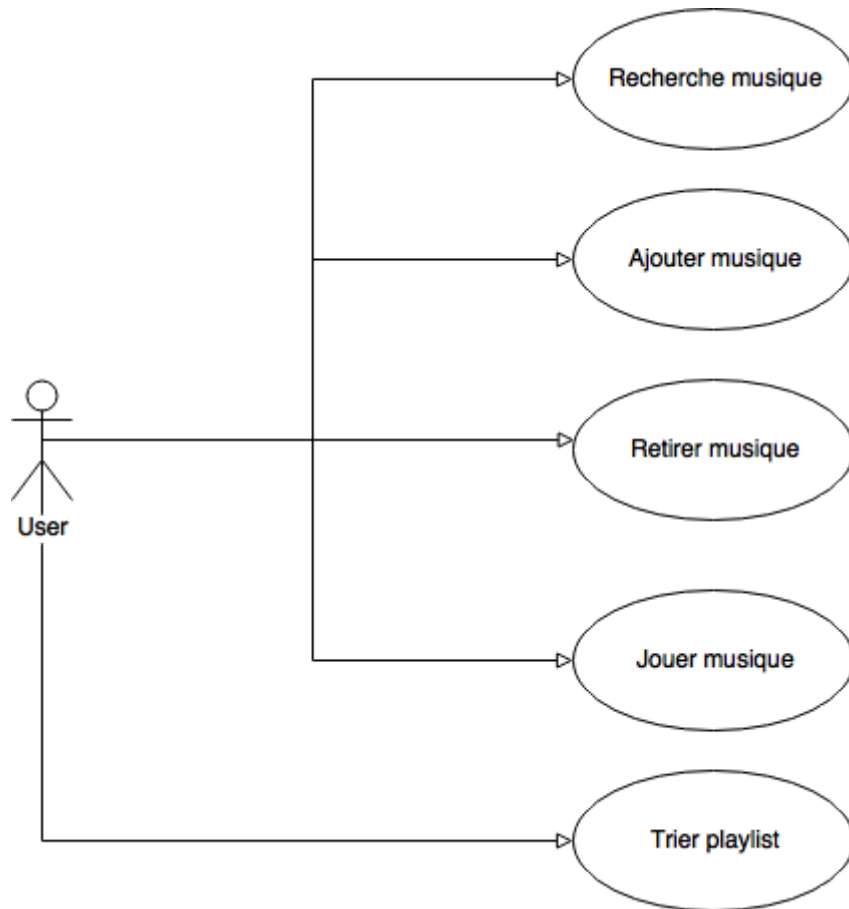 Recherche musique
Ajouter musique
Retirer musique
User
Jouer musique
Trier playlist